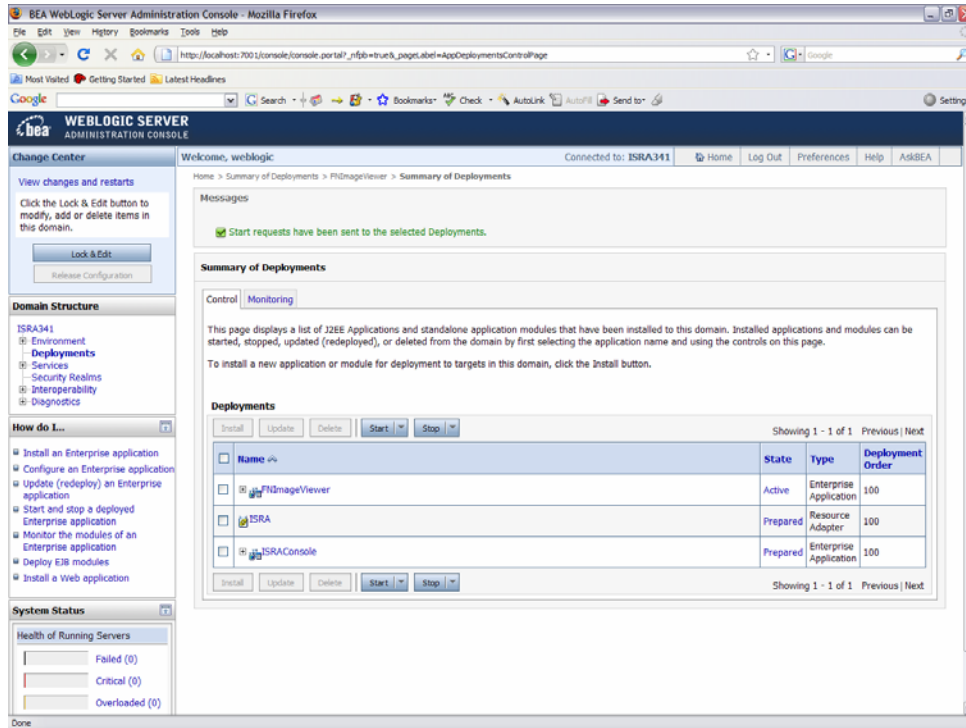 BEA WebLogic Server Administration Console - Mozilla Firefox
File Edit View History Bookmarks Tools Help
http://localhost:7001/console/console.portal?_nfpb=true&_pageLabel=AppDeploymentsControlPage
Google
Most Visited Getting Started Latest Headlines
Google Search Bookmarks Check AutoLink AutoFill Send to Setting
bea WEBLOGIC SERVER
ADMINISTRATION CONSOLE
Change Center
View changes and restarts
Click the Lock & Edit button to
modify, add or delete items in
this domain.
Lock & Edit
Release Configuration
Domain Structure
ISRA341
Environment
Deployments
Services
Security Realms
Interoperability
Diagnostics
How do I...
Install an Enterprise application
Configure an Enterprise application
Update (redeploy) an Enterprise
application
Start and stop a deployed
Enterprise application
Monitor the modules of an
Enterprise application
Deploy EJB modules
Install a Web application
System Status
Health of Running Servers
Failed (0)
Critical (0)
Overloaded (0)
Welcome, weblogic
Connected to: ISRA341
Home Log Out Preferences Help AskBEA
Home > Summary of Deployments > FNImageViewer > Summary of Deployments
Messages
Start requests have been sent to the selected Deployments.
Summary of Deployments
Control Monitoring
This page displays a list of J2EE Applications and standalone application modules that have been installed to this domain. Installed applications and modules can be
started, stopped, updated (redeployed), or deleted from the domain by first selecting the application name and using the controls on this page.
To install a new application or module for deployment to targets in this domain, click the Install button.
Deployments
Install Update Delete Start Stop
Showing 1 - 1 of 1 Previous | Next
Name State Type Deployment Order
FNImageViewer Active Enterprise Application 100
ISRA Prepared Resource Adapter 100
ISRAConsole Prepared Enterprise Application 100
Install Update Delete Start Stop
Showing 1 - 1 of 1 Previous | Next
Done